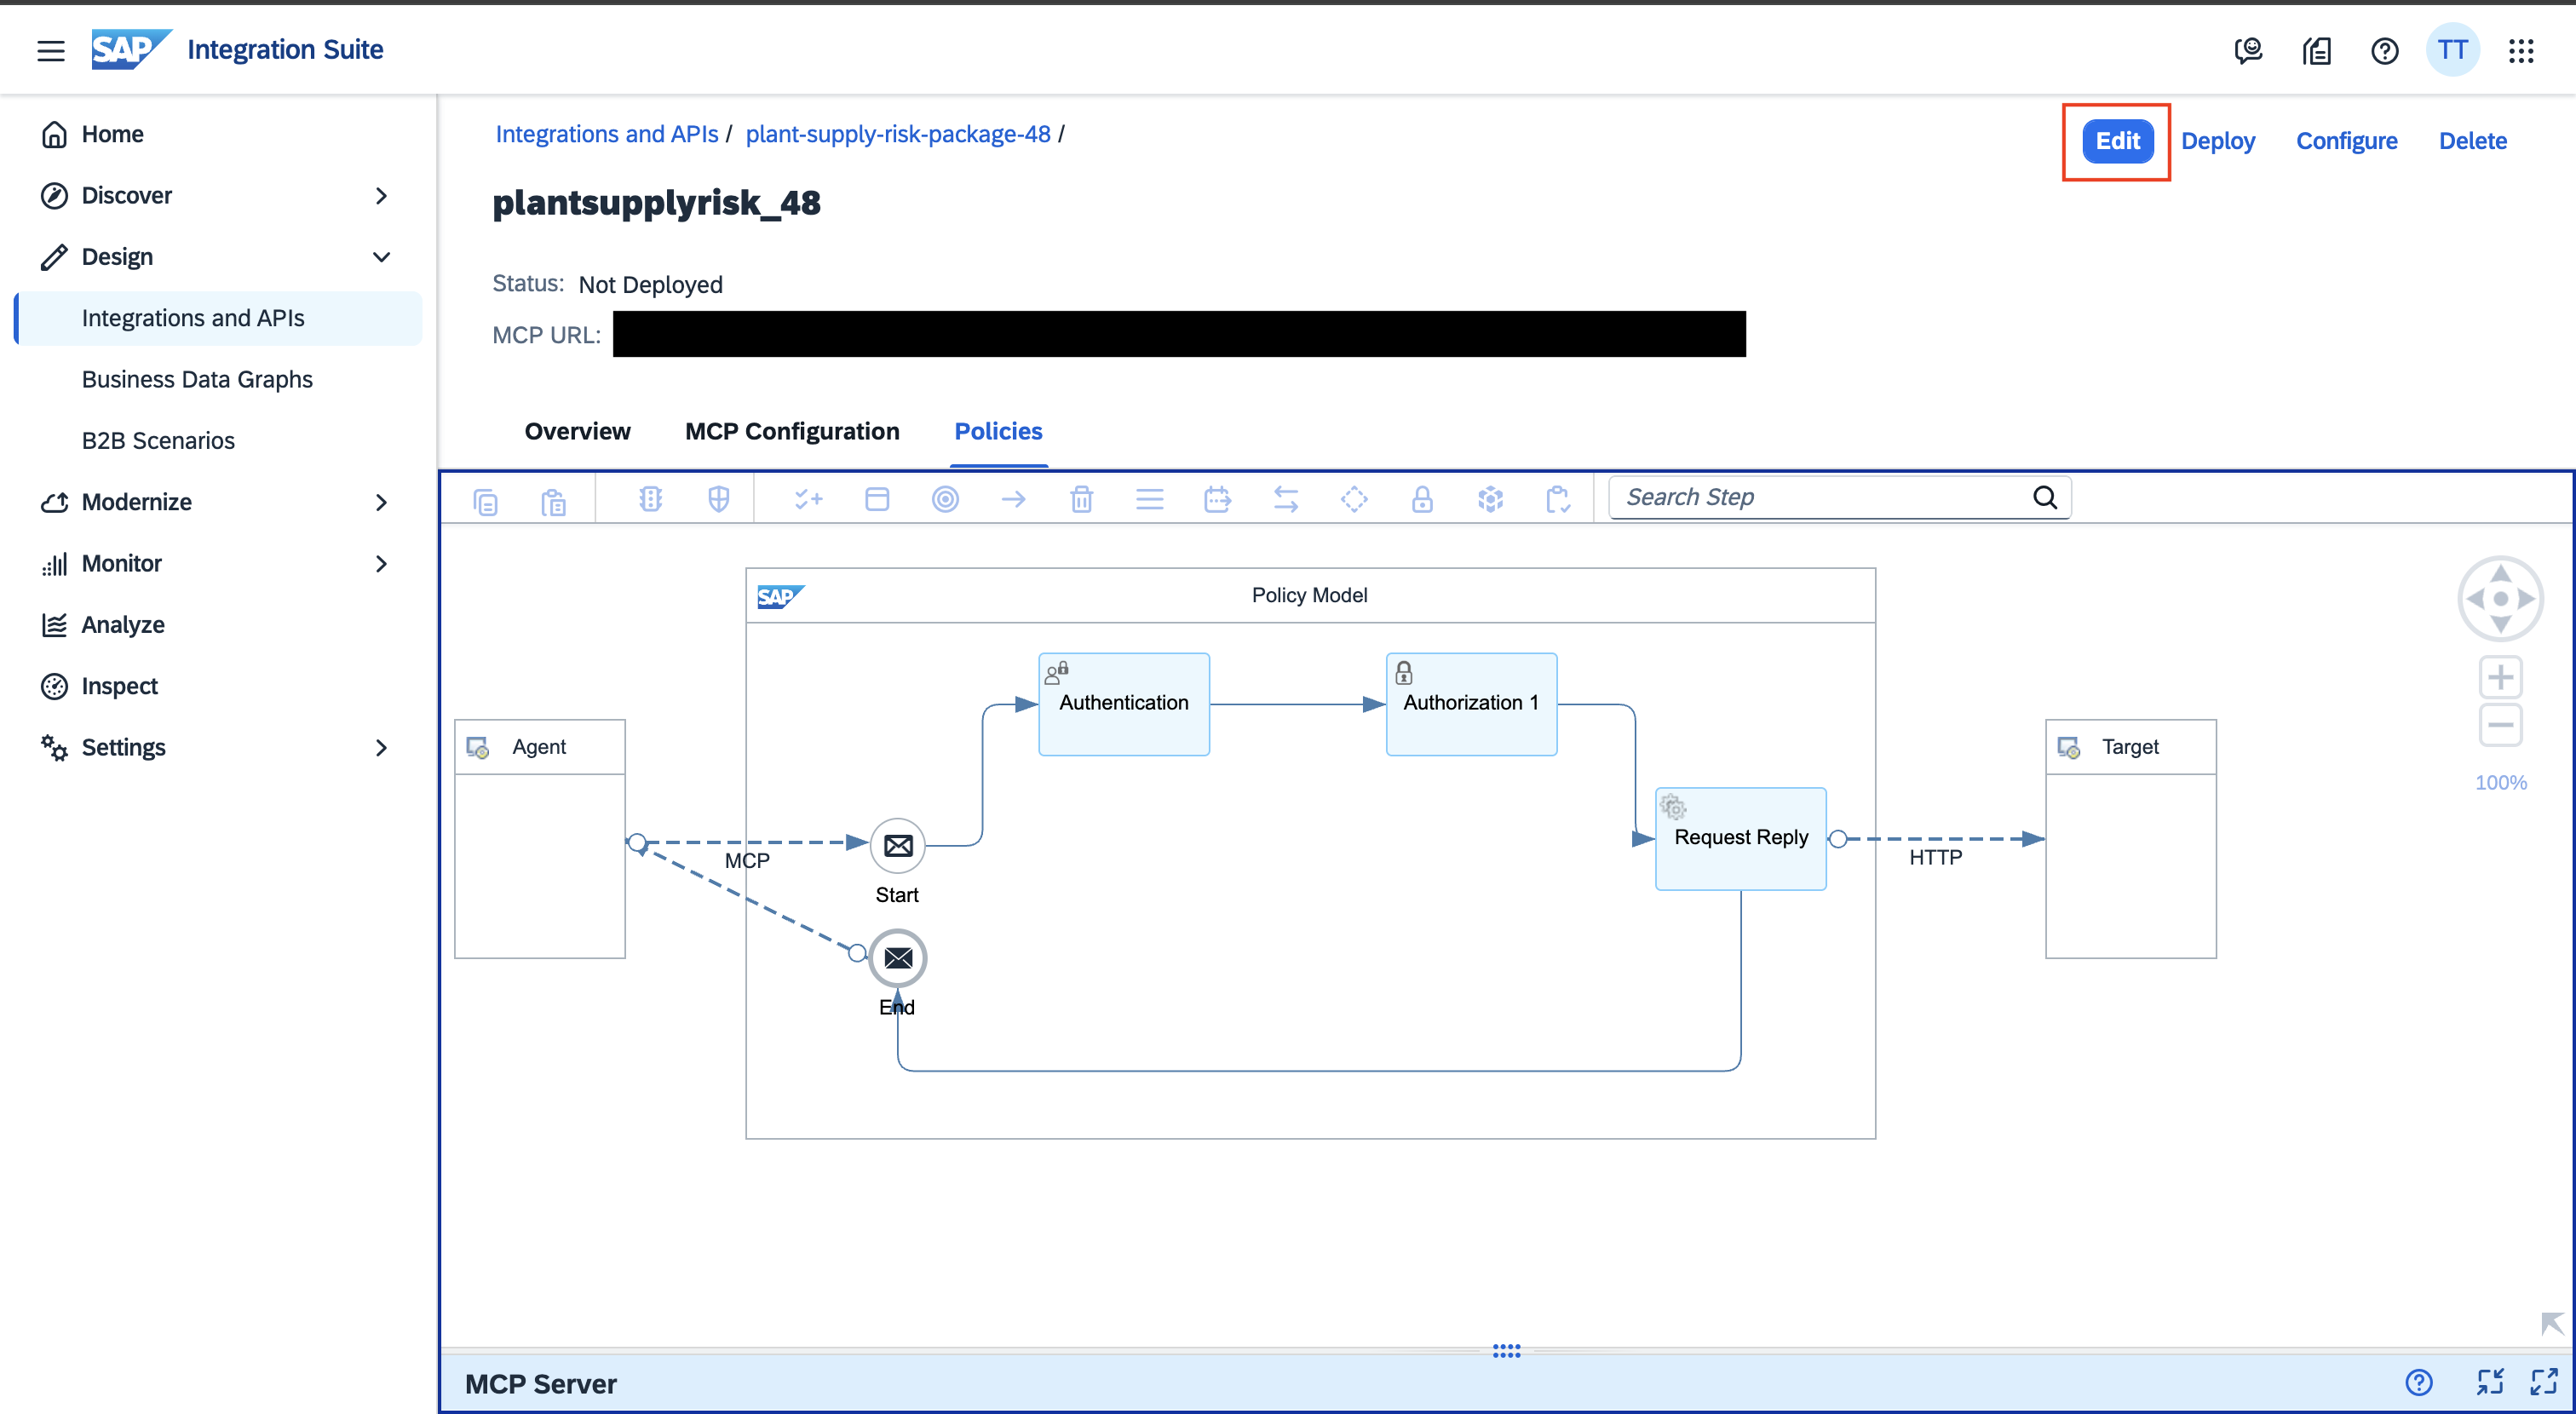 SAP Integration Suite
TT
Home
Discover
Design
Integrations and APIs
Business Data Graphs
B2B Scenarios
Modernize
Monitor
Analyze
Inspect
Settings
Integrations and APIs / plant-supply-risk-package-48 /
Edit Deploy Configure Delete
plantsupplyrisk_48
Status: Not Deployed
MCP URL:
Overview MCP Configuration Policies
Search Step
SAP Policy Model
Authentication
Authorization 1
Agent
Target
Request Reply
MCP
HTTP
Start
End
100%
MCP Server